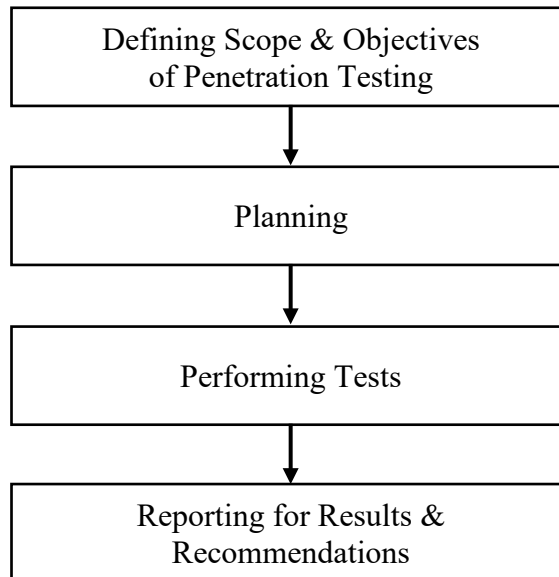 Defining Scope & Objectives
of Penetration Testing
Planning
Performing Tests
Reporting for Results &
Recommendations